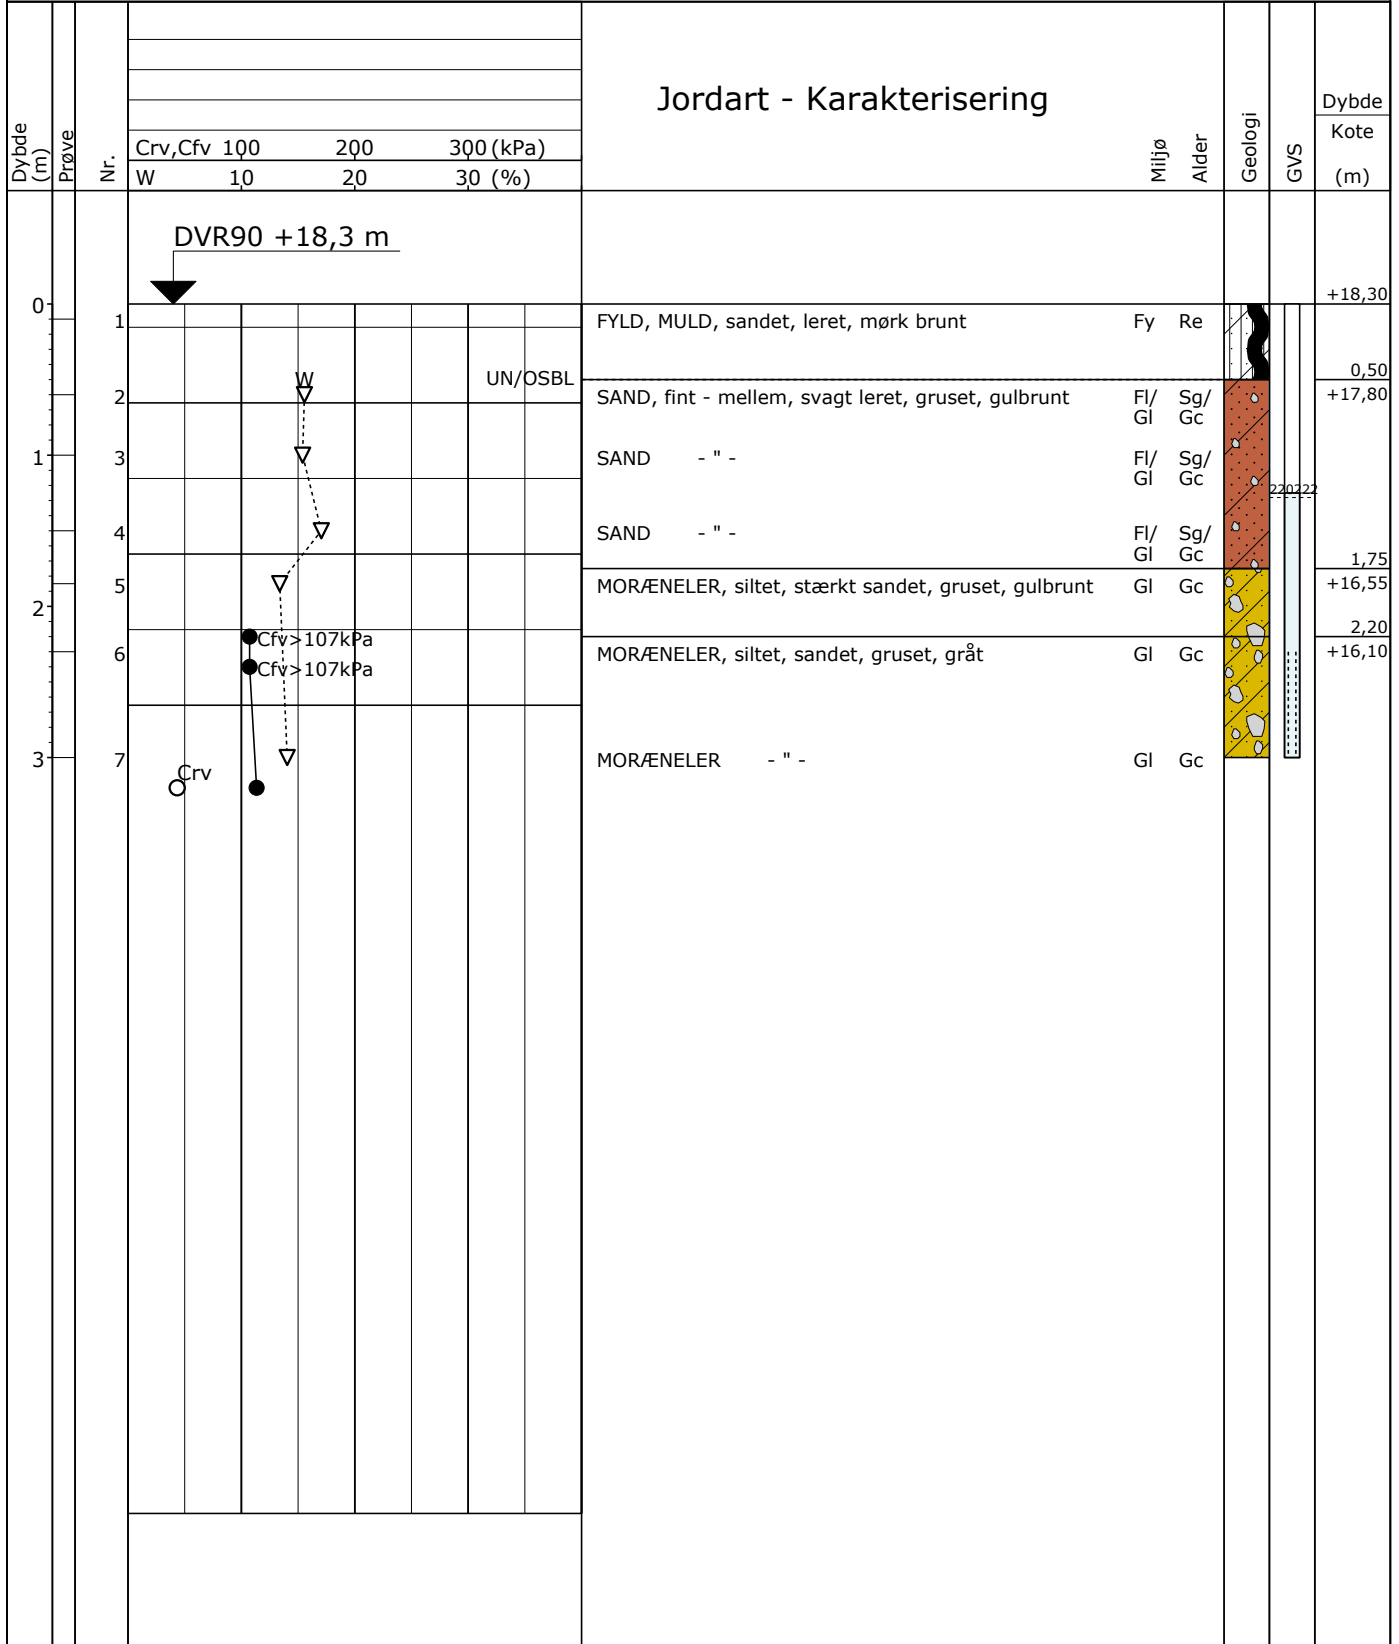 Jordart - Karakterisering
Dybde (m)
Prøve
Nr.
Crv,Cfv 100 200 300 (kPa)
W 10 20 30 (%)
Miljø
Alder
Geologi
GVS
Dybde
Kote
(m)
DVR90 +18,3 m
0
+18,30
1 FYLD, MULD, sandet, leret, mørk brunt Fy Re
W UN/OSBL 0,50
2 SAND, fint - mellem, svagt leret, gruset, gulbrunt Fl/ Sg/ +17,80
Gl Gc
1 3 SAND - " - Fl/ Sg/
Gl Gc
220222
4 SAND - " - Fl/ Sg/
Gl Gc
1,75
5 MORÆNELER, siltet, stærkt sandet, gruset, gulbrunt Gl Gc +16,55
2
2,20
Cfv>107kPa
6 MORÆNELER, siltet, sandet, gruset, gråt Gl Gc +16,10
Cfv>107kPa
3 7 MORÆNELER - " - Gl Gc
Crv